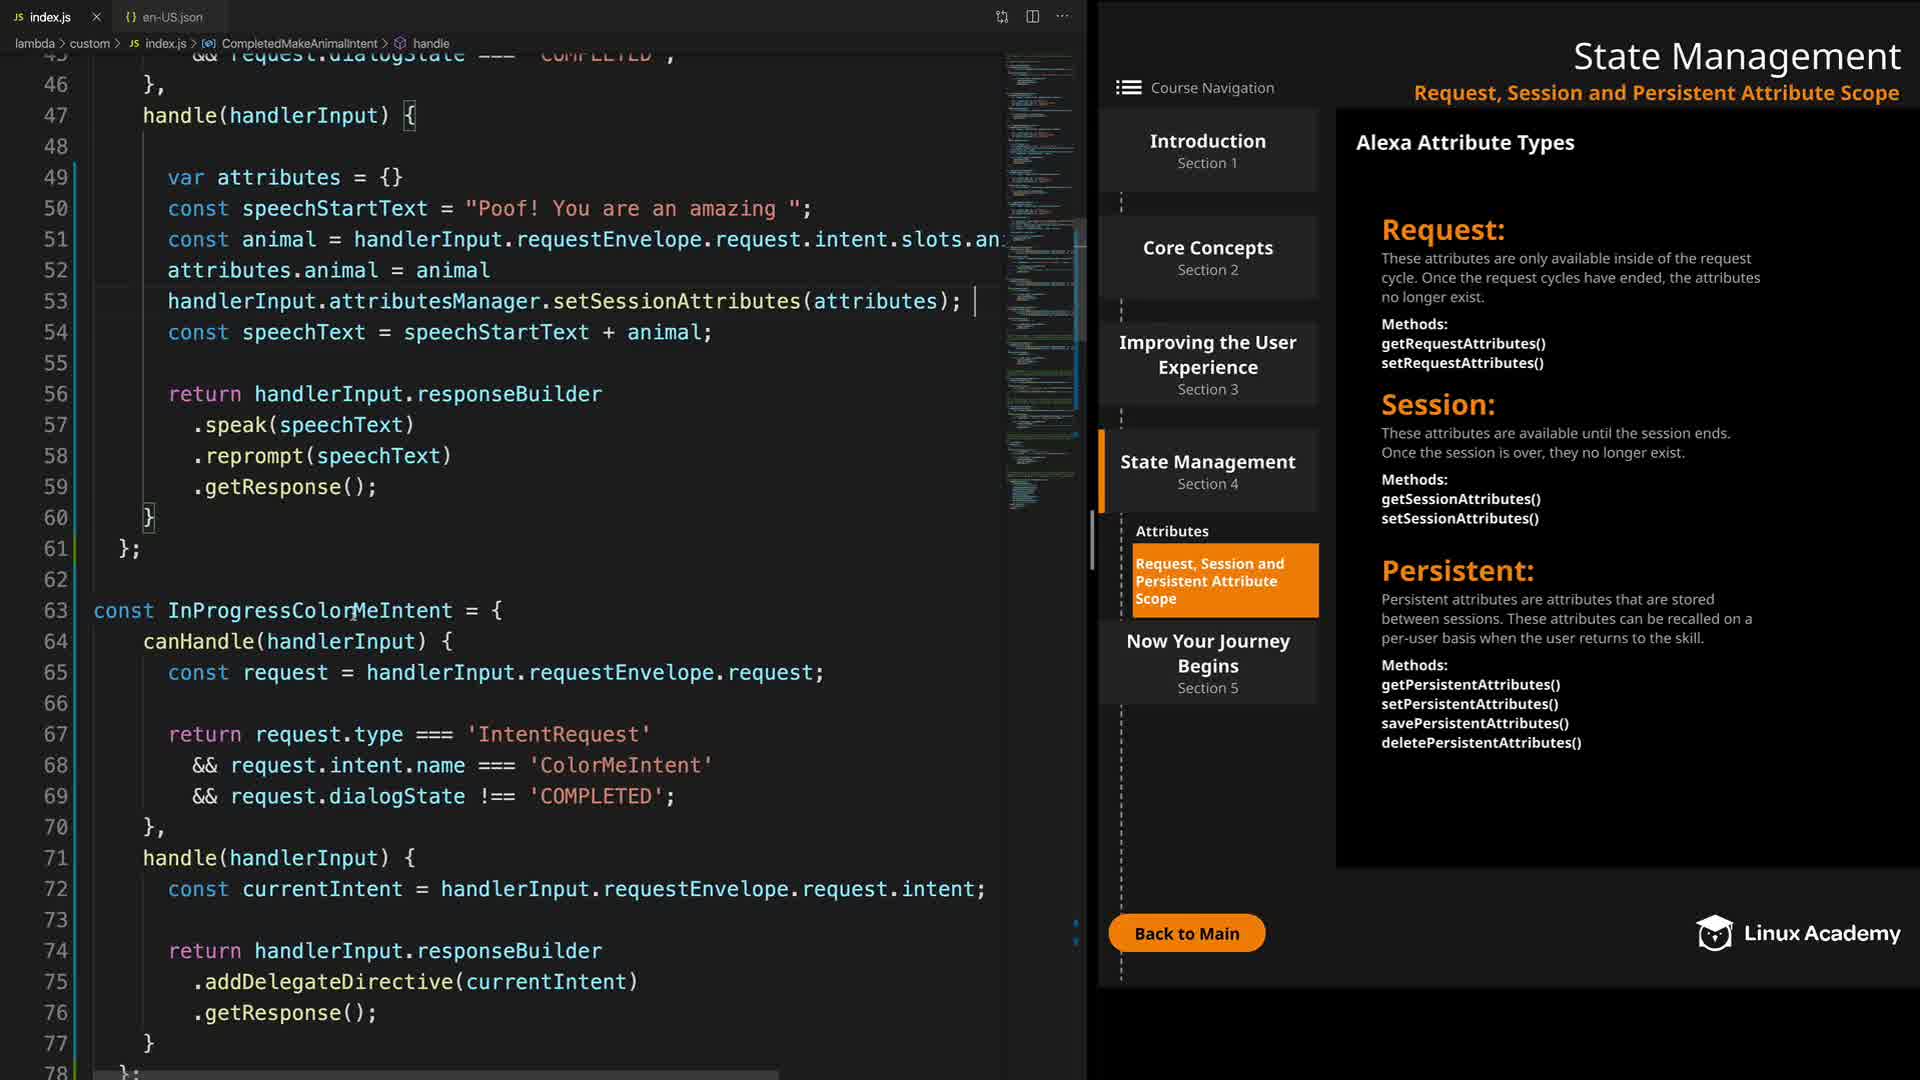 JS index.js ×
{} en-US.json
···
lambda > custom > JS index.js > CompletedMakeAnimalIntent > handle
45 && request.dialogState === 'COMPLETED';
46 },
47 handle(handlerInput) {
48
49 var attributes = {}
50 const speechStartText = "Poof! You are an amazing ";
51 const animal = handlerInput.requestEnvelope.request.intent.slots.an
52 attributes.animal = animal
53 handlerInput.attributesManager.setSessionAttributes(attributes);
54 const speechText = speechStartText + animal;
55
56 return handlerInput.responseBuilder
57 .speak(speechText)
58 .reprompt(speechText)
59 .getResponse();
60 }
61 };
62
63 const InProgressColorMeIntent = {
64 canHandle(handlerInput) {
65 const request = handlerInput.requestEnvelope.request;
66
67 return request.type === 'IntentRequest'
68 && request.intent.name === 'ColorMeIntent'
69 && request.dialogState !== 'COMPLETED';
70 },
71 handle(handlerInput) {
72 const currentIntent = handlerInput.requestEnvelope.request.intent;
73
74 return handlerInput.responseBuilder
75 .addDelegateDirective(currentIntent)
76 .getResponse();
77 }
78 };
State Management
Request, Session and Persistent Attribute Scope
Course Navigation
Introduction
Section 1
Core Concepts
Section 2
Improving the User
Experience
Section 3
State Management
Section 4
Attributes
Request, Session and
Persistent Attribute
Scope
Now Your Journey
Begins
Section 5
Back to Main
Alexa Attribute Types
Request:
These attributes are only available inside of the request
cycle. Once the request cycles have ended, the attributes
no longer exist.
Methods:
getRequestAttributes()
setRequestAttributes()
Session:
These attributes are available until the session ends.
Once the session is over, they no longer exist.
Methods:
getSessionAttributes()
setSessionAttributes()
Persistent:
Persistent attributes are attributes that are stored
between sessions. These attributes can be recalled on a
per-user basis when the user returns to the skill.
Methods:
getPersistentAttributes()
setPersistentAttributes()
savePersistentAttributes()
deletePersistentAttributes()
Linux Academy